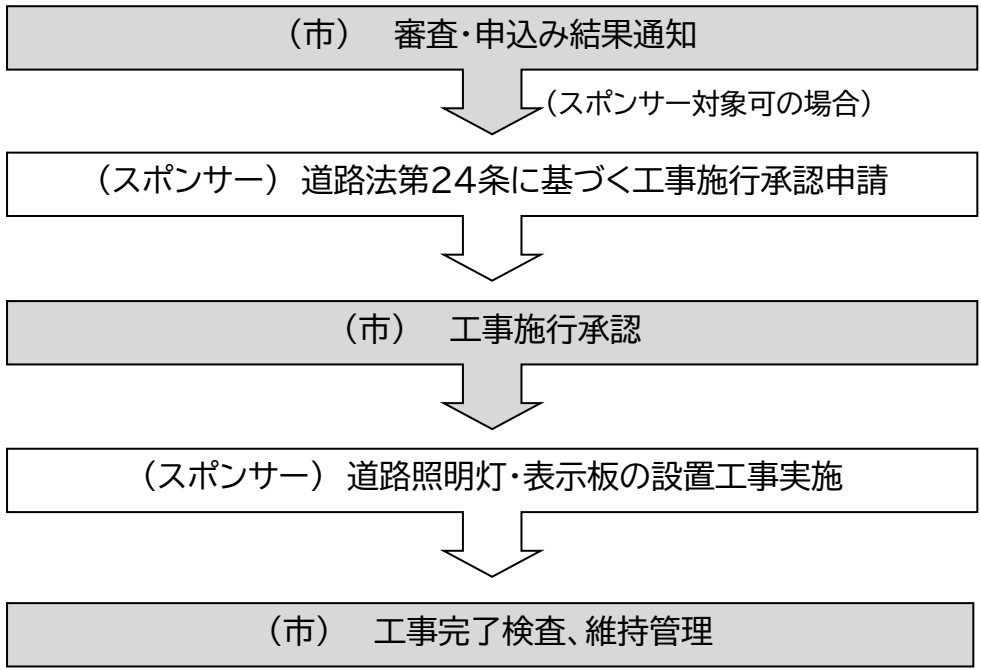 （市）　審査・申込み結果通知
（スポンサー対象可の場合）
（スポンサー）道路法第24条に基づく工事施行承認申請
（市）　工事施行承認
（スポンサー）道路照明灯・表示板の設置工事実施
（市）　工事完了検査、維持管理